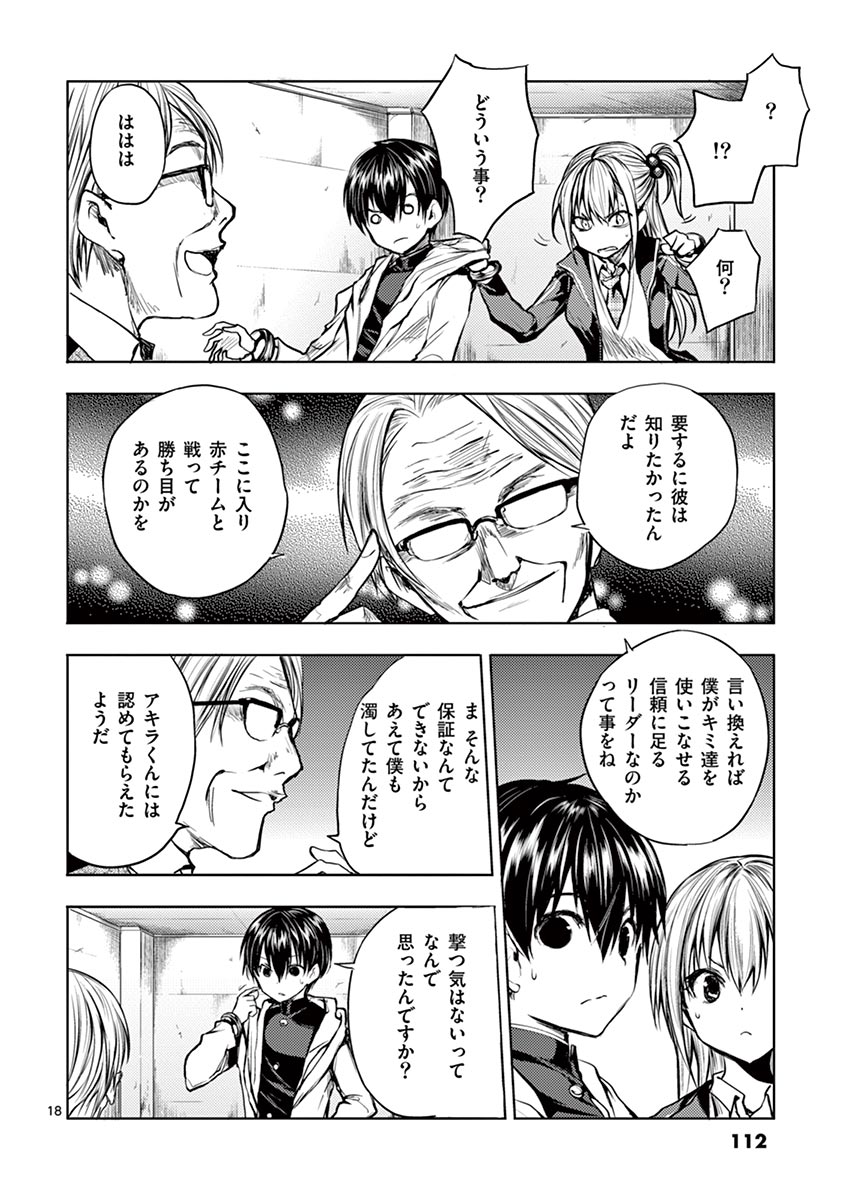 ?
!?
何?
どういう事?
ははは
要するに彼は
知りたかったん
だよ
ここに入り
赤チームと
戦って
勝ち目が
あるのかを
言い換えれば
僕がキミ達を
使いこなせる
信頼に足る
リーダーなのか
って事をね
ま そんな
保証なんて
できないから
あえて僕も
濁してたんだけど
アキラくんには
認めてもらえた
ようだ
撃つ気はないって
なんで
思ったんですか?
18
112